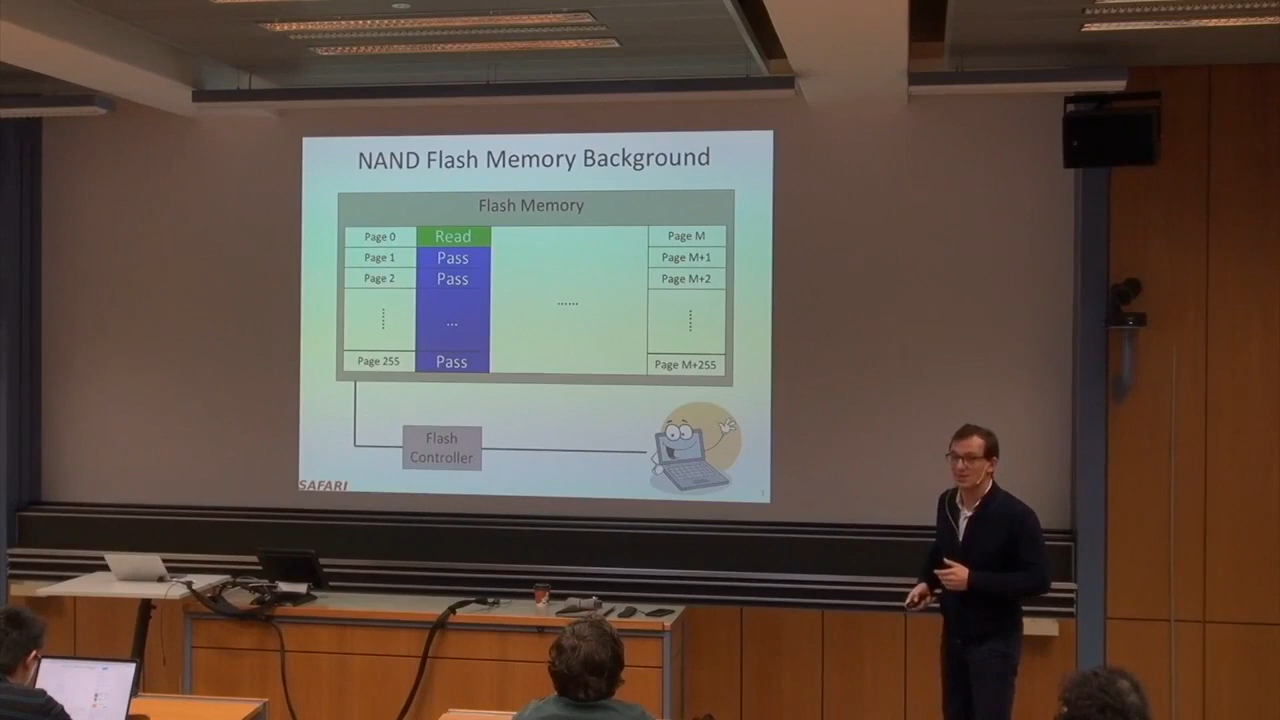 NAND Flash Memory Background
Flash Memory
Page 0
Read
Page M
Page 1
Pass
Page M+1
Page 2
Pass
Page M+2
......
...
Page 255
Pass
Page M+255
Flash
Controller
SAFARI